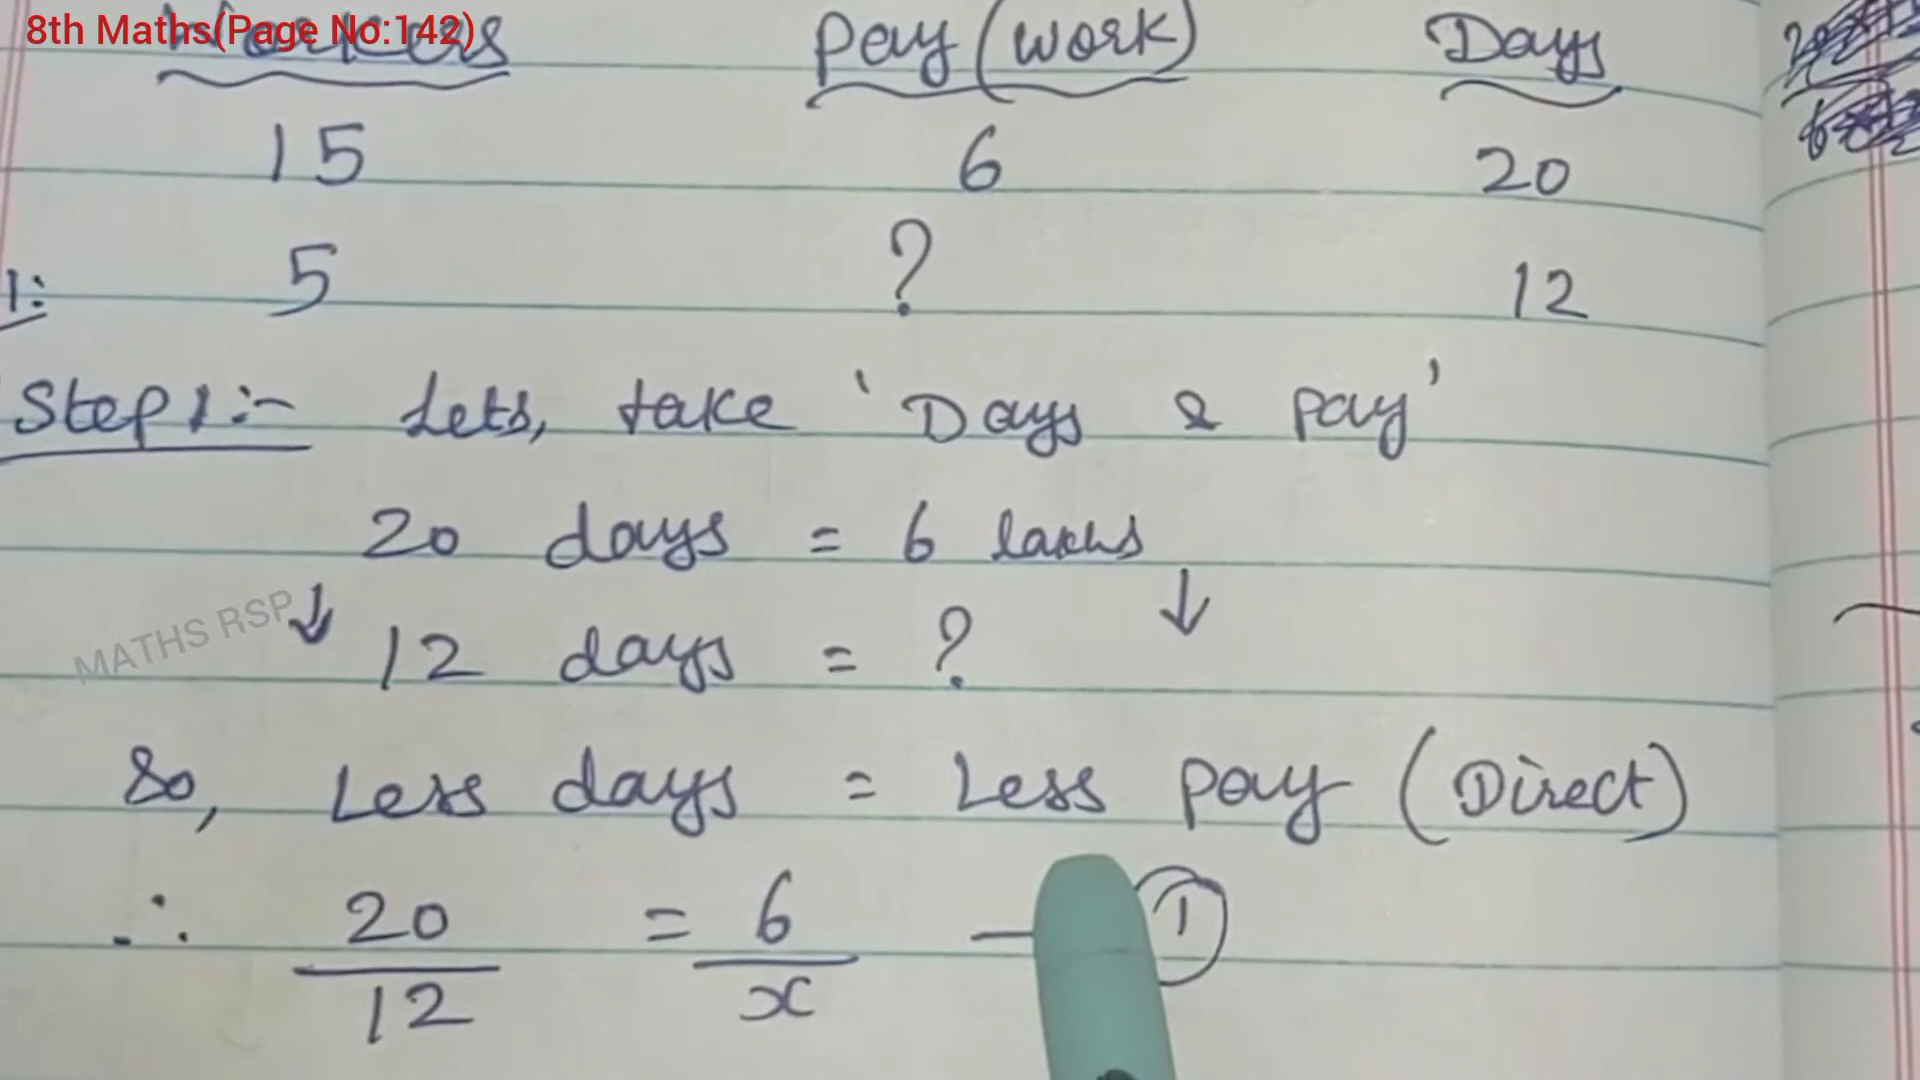 8th Maths(Page No:142)
Workers Pay (Work) Days
15 6 20
1: 5 ? 12
Step 1:- Lets, take 'Days & Pay'
20 days = 6 lakhs
↓ 12 days = ? ↓
MATHS RSP
So, Less days = Less pay (Direct)
∴ 20/12 = 6/x — ①